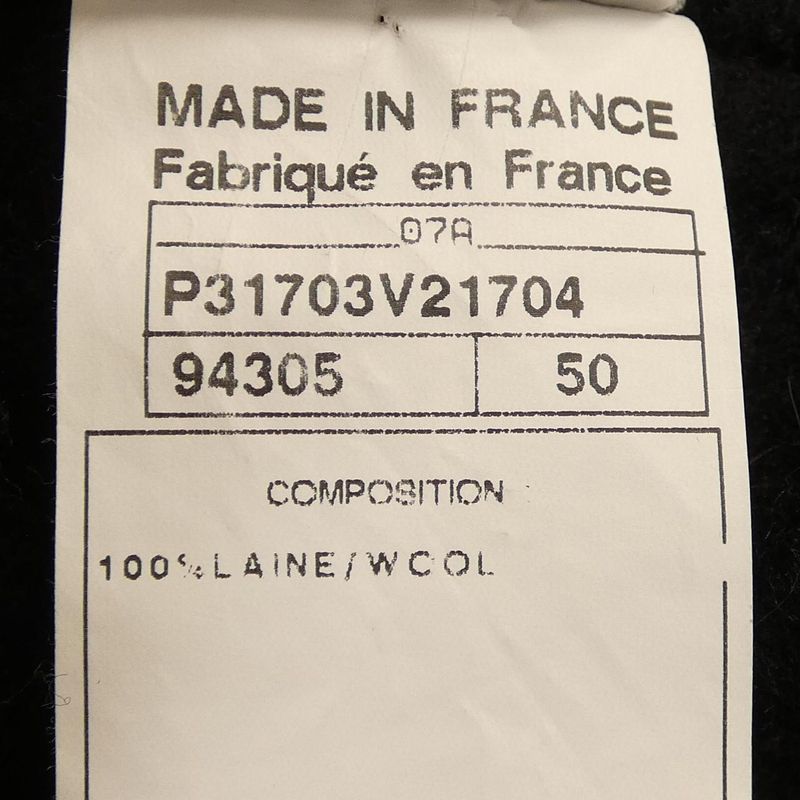 MADE IN FRANCE
Fabriqué en France
07A
P31703V21704
94305 50
COMPOSITION
100%LAINE/WOOL